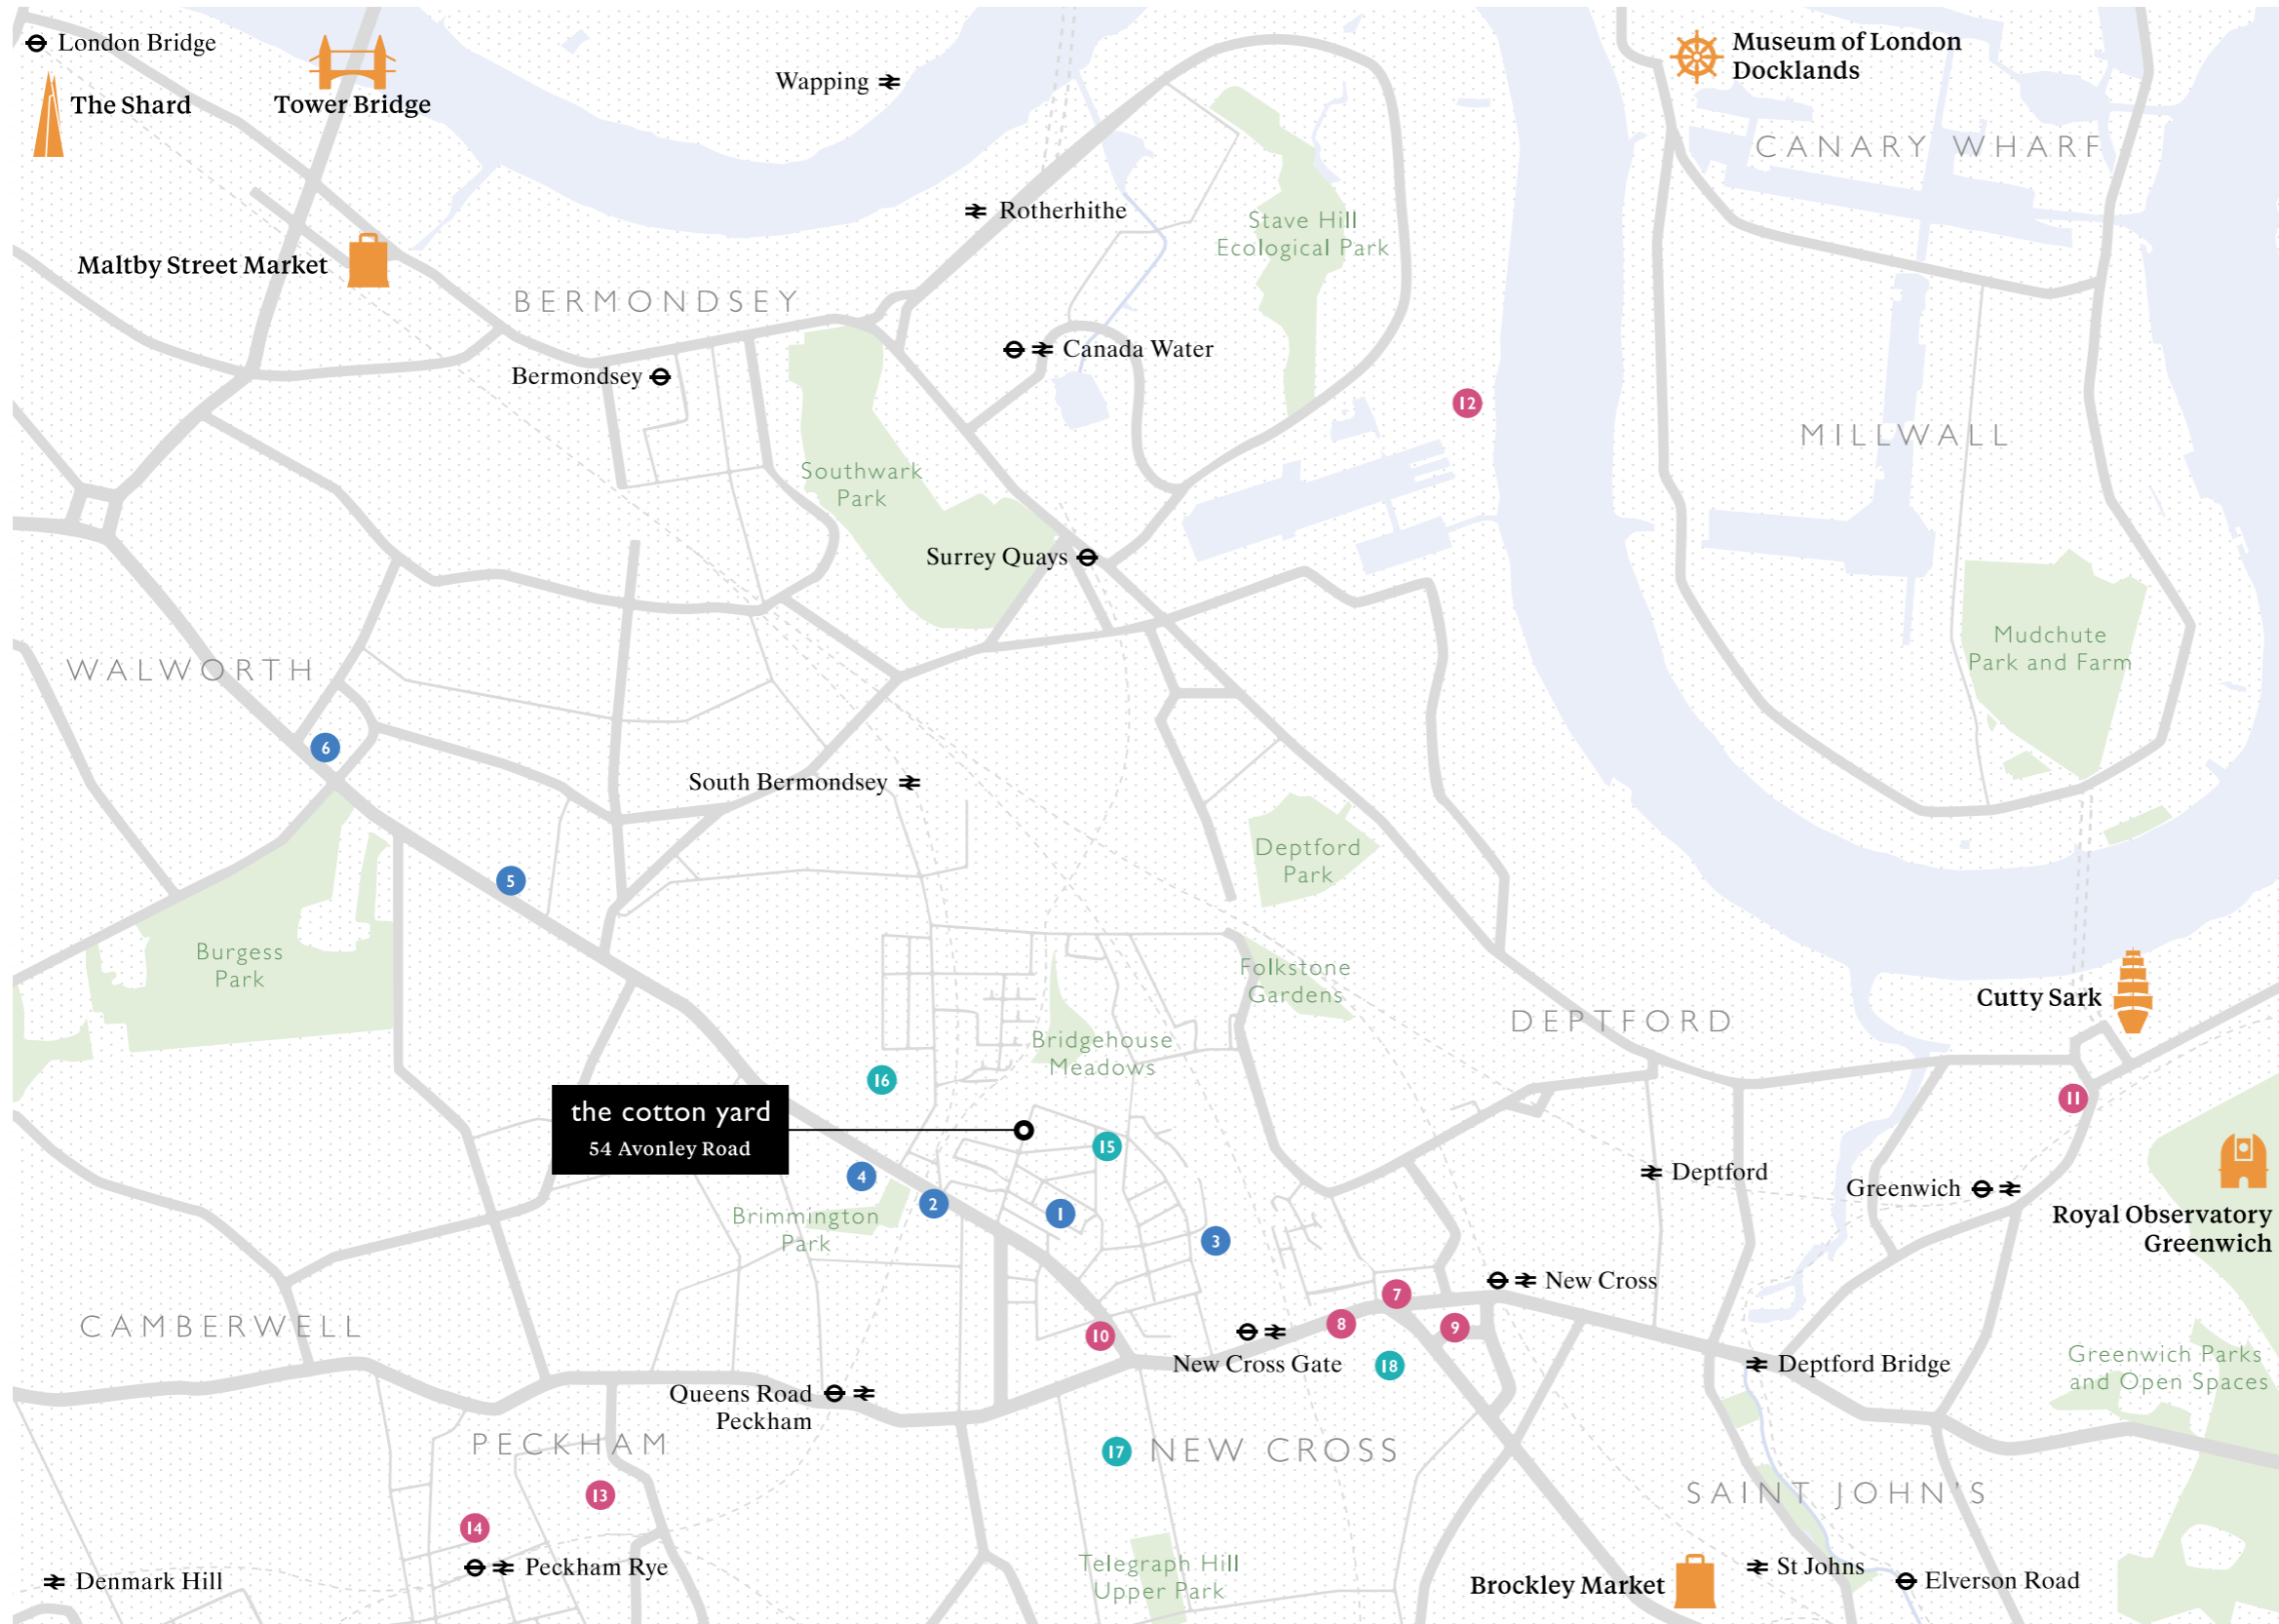 London Bridge
The Shard
Tower Bridge
Wapping
Museum of London
Docklands
CANARY WHARF
Rotherhithe
Stave Hill
Ecological Park
Maltby Street Market
BERMONDSEY
Canada Water
Bermondsey
12
MILLWALL
Southwark
Park
Surrey Quays
Mudchute
Park and Farm
WALWORTH
6
South Bermondsey
Deptford
Park
5
Burgess
Park
Folkstone
Gardens
Cutty Sark
DEPTFORD
Bridgehouse
Meadows
16
11
the cotton yard
54 Avonley Road
15
4
2
1
3
Brimmington
Park
Deptford
Greenwich
Royal Observatory
Greenwich
New Cross
7
8
9
10
CAMBERWELL
New Cross Gate
18
Deptford Bridge
Greenwich Parks
and Open Spaces
Queens Road
Peckham
PECKHAM
17
NEW CROSS
13
14
SAINT JOHN'S
Peckham Rye
Denmark Hill
Telegraph Hill
Upper Park
Brockley Market
St Johns
Elverson Road